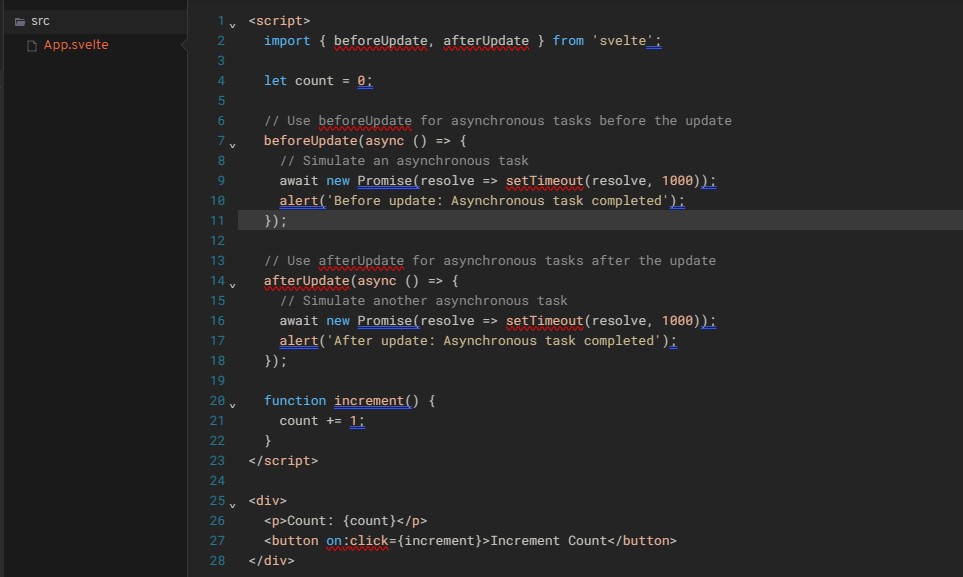 src
App.svelte
1 <script>
2 import { beforeUpdate, afterUpdate } from 'svelte';
3
4 let count = 0;
5
6 // Use beforeUpdate for asynchronous tasks before the update
7 beforeUpdate(async () => {
8 // Simulate an asynchronous task
9 await new Promise(resolve => setTimeout(resolve, 1000));
10 alert('Before update: Asynchronous task completed');
11 });
12
13 // Use afterUpdate for asynchronous tasks after the update
14 afterUpdate(async () => {
15 // Simulate another asynchronous task
16 await new Promise(resolve => setTimeout(resolve, 1000));
17 alert('After update: Asynchronous task completed');
18 });
19
20 function increment() {
21 count += 1;
22 }
23 </script>
24
25 <div>
26 <p>Count: {count}</p>
27 <button on:click={increment}>Increment Count</button>
28 </div>